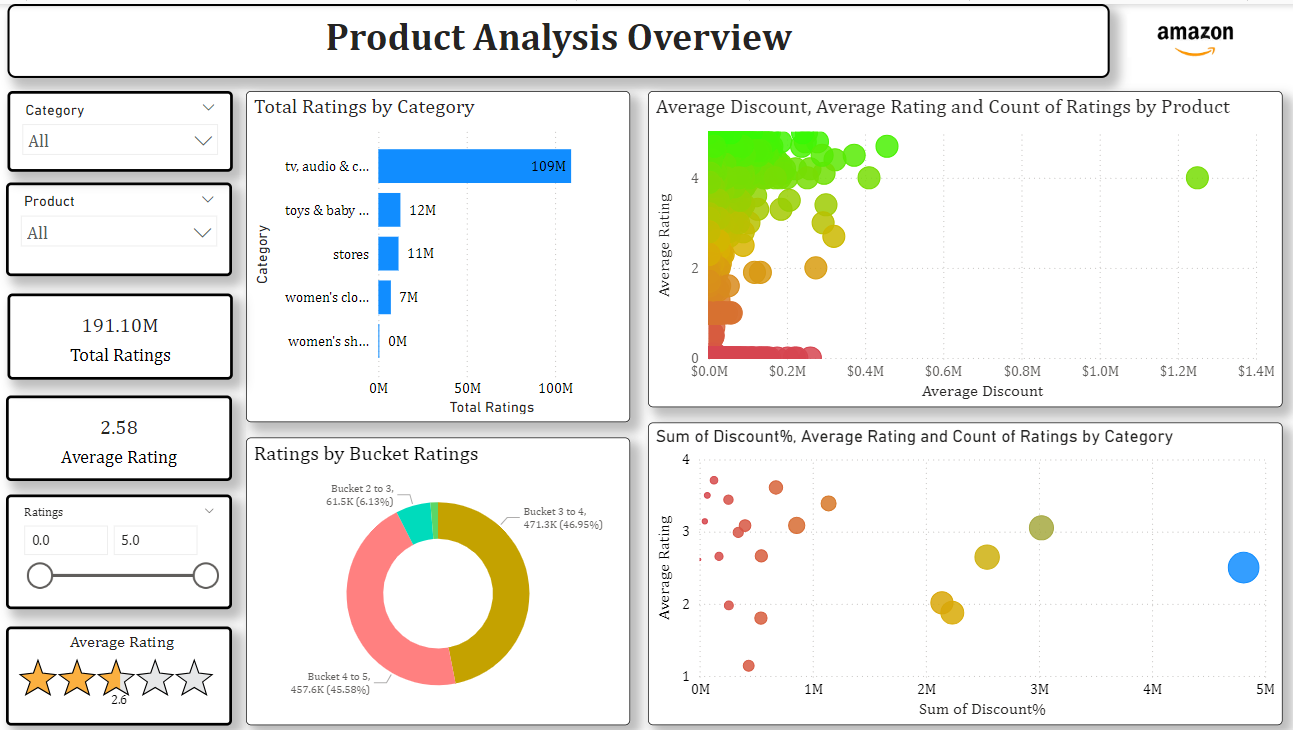 Product Analysis Overview
amazon
Category
All
Product
All
191.10M
Total Ratings
2.58
Average Rating
Ratings
0.0
5.0
Average Rating
2.6
Total Ratings by Category
Category
tv, audio & c...
109M
toys & baby ...
12M
stores
11M
women's clo...
7M
women's sh...
0M
0M
50M
100M
Total Ratings
Ratings by Bucket Ratings
Bucket 2 to 3,
61.5K (6.13%)
Bucket 3 to 4,
471.3K (46.95%)
Bucket 4 to 5,
457.6K (45.58%)
Average Discount, Average Rating and Count of Ratings by Product
Average Rating
4
2
0
$0.0M
$0.2M
$0.4M
$0.6M
$0.8M
$1.0M
$1.2M
$1.4M
Average Discount
Sum of Discount%, Average Rating and Count of Ratings by Category
Average Rating
4
3
2
1
0M
1M
2M
3M
4M
5M
Sum of Discount%